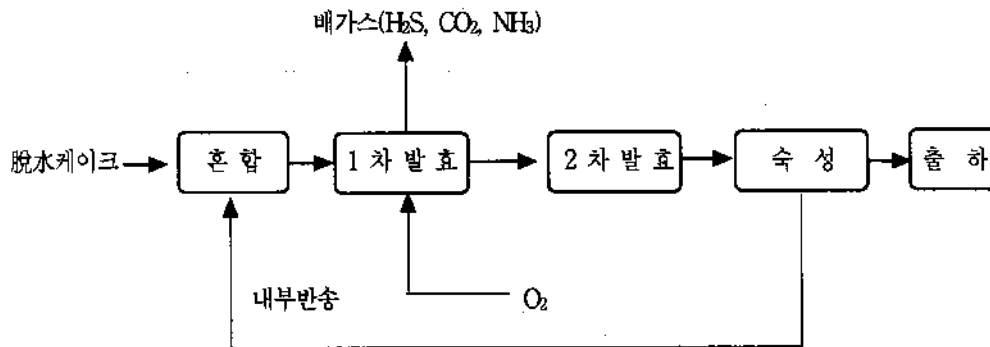 배가스(H₂S, CO₂, NH₃)
脫水케이크 혼 합 1 차 발 효 2 차 발 효 숙 성 출 하
내부반송 O₂